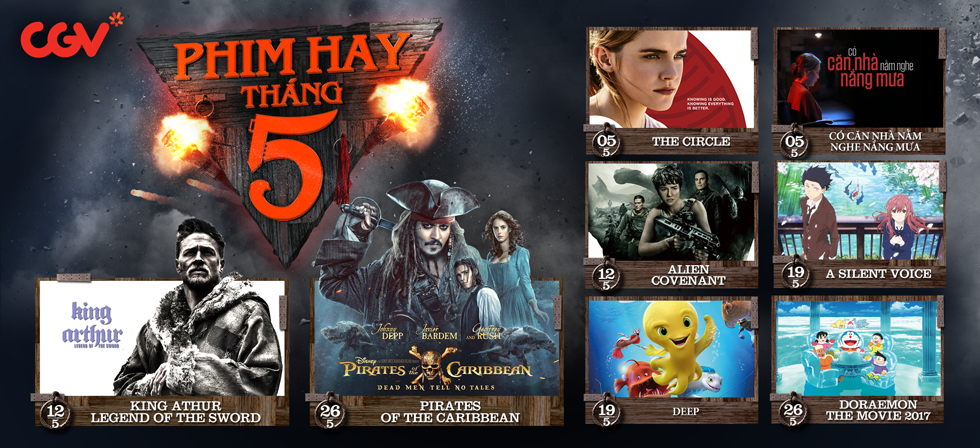 CGV
PHIM HAY
THÁNG
5
king
arthur
LEGEND OF THE SWORD
12
5
KING ATHUR
LEGEND OF THE SWORD
Johnny
DEPP
Javier
BARDEM
AND
Geoffrey
RUSH
Disney
PIRATES of the CARIBBEAN
DEAD MEN TELL NO TALES
26
5
PIRATES
OF THE CARIBBEAN
KNOWING IS GOOD.
KNOWING EVERYTHING
IS BETTER.
05
5
THE CIRCLE
có
căn nhà nằm nghe
nắng mưa
05
5
CÓ CĂN NHÀ NẰM
NGHE NẮNG MƯA
12
5
ALIEN
COVENANT
19
5
A SILENT VOICE
19
5
DEEP
26
5
DORAEMON
THE MOVIE 2017